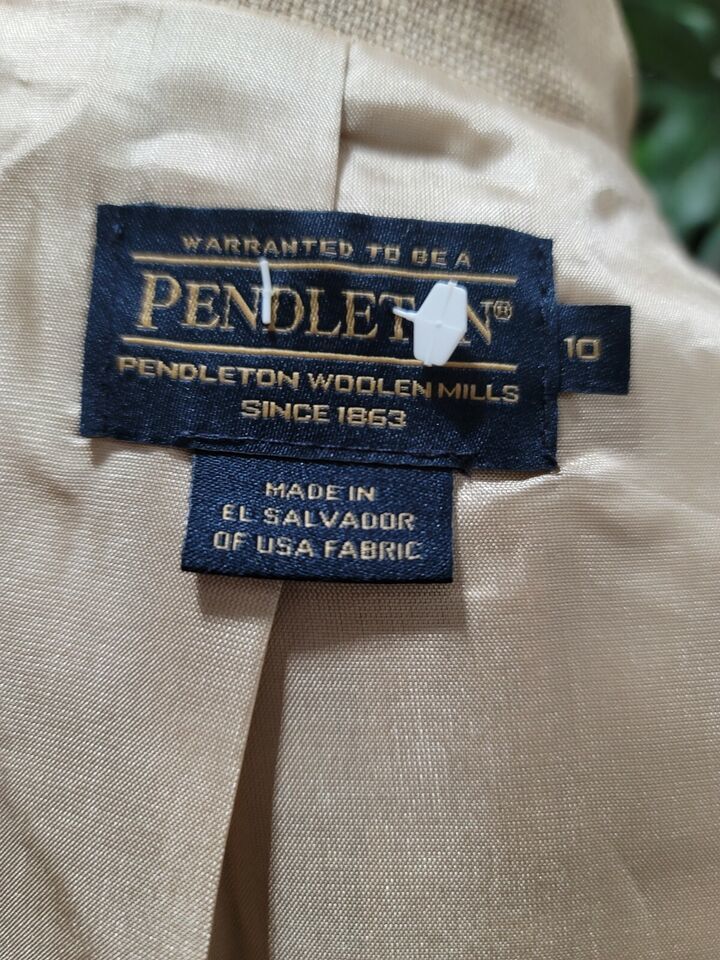 WARRANTED TO BE A
PENDLETON®
PENDLETON WOOLEN MILLS
SINCE 1863
10
MADE IN
EL SALVADOR
OF USA FABRIC